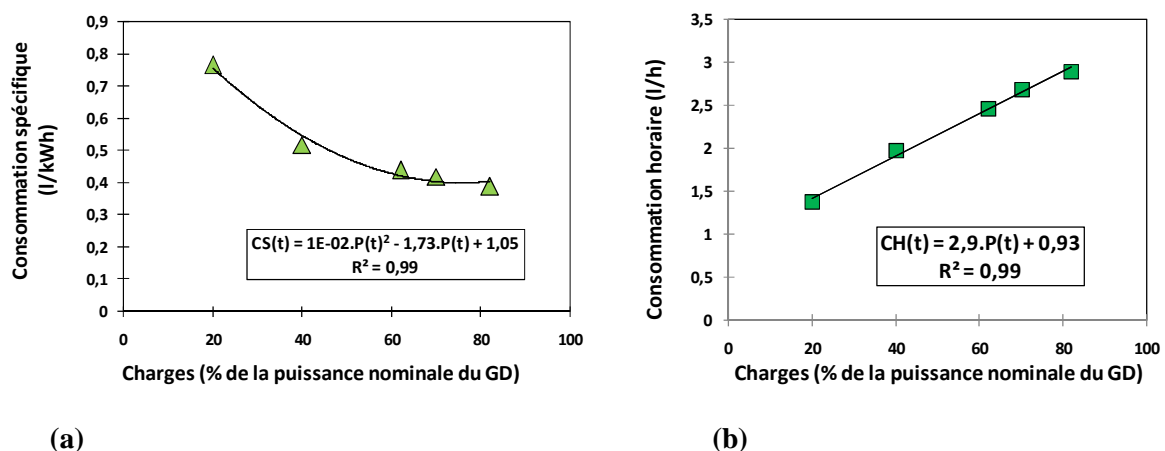 Consommation spécifique
(l/kWh)
0,9
0,8
0,7
0,6
0,5
0,4
0,3
0,2
0,1
0
CS(t) = 1E-02.P(t)² - 1,73.P(t) + 1,05
R² = 0,99
0 20 40 60 80 100
Charges (% de la puissance nominale du GD)
(a)
Consommation horaire (l/h)
3,5
3
2,5
2
1,5
1
0,5
0
CH(t) = 2,9.P(t) + 0,93
R² = 0,99
0 20 40 60 80 100
Charges (% de la puissance nominale du GD)
(b)